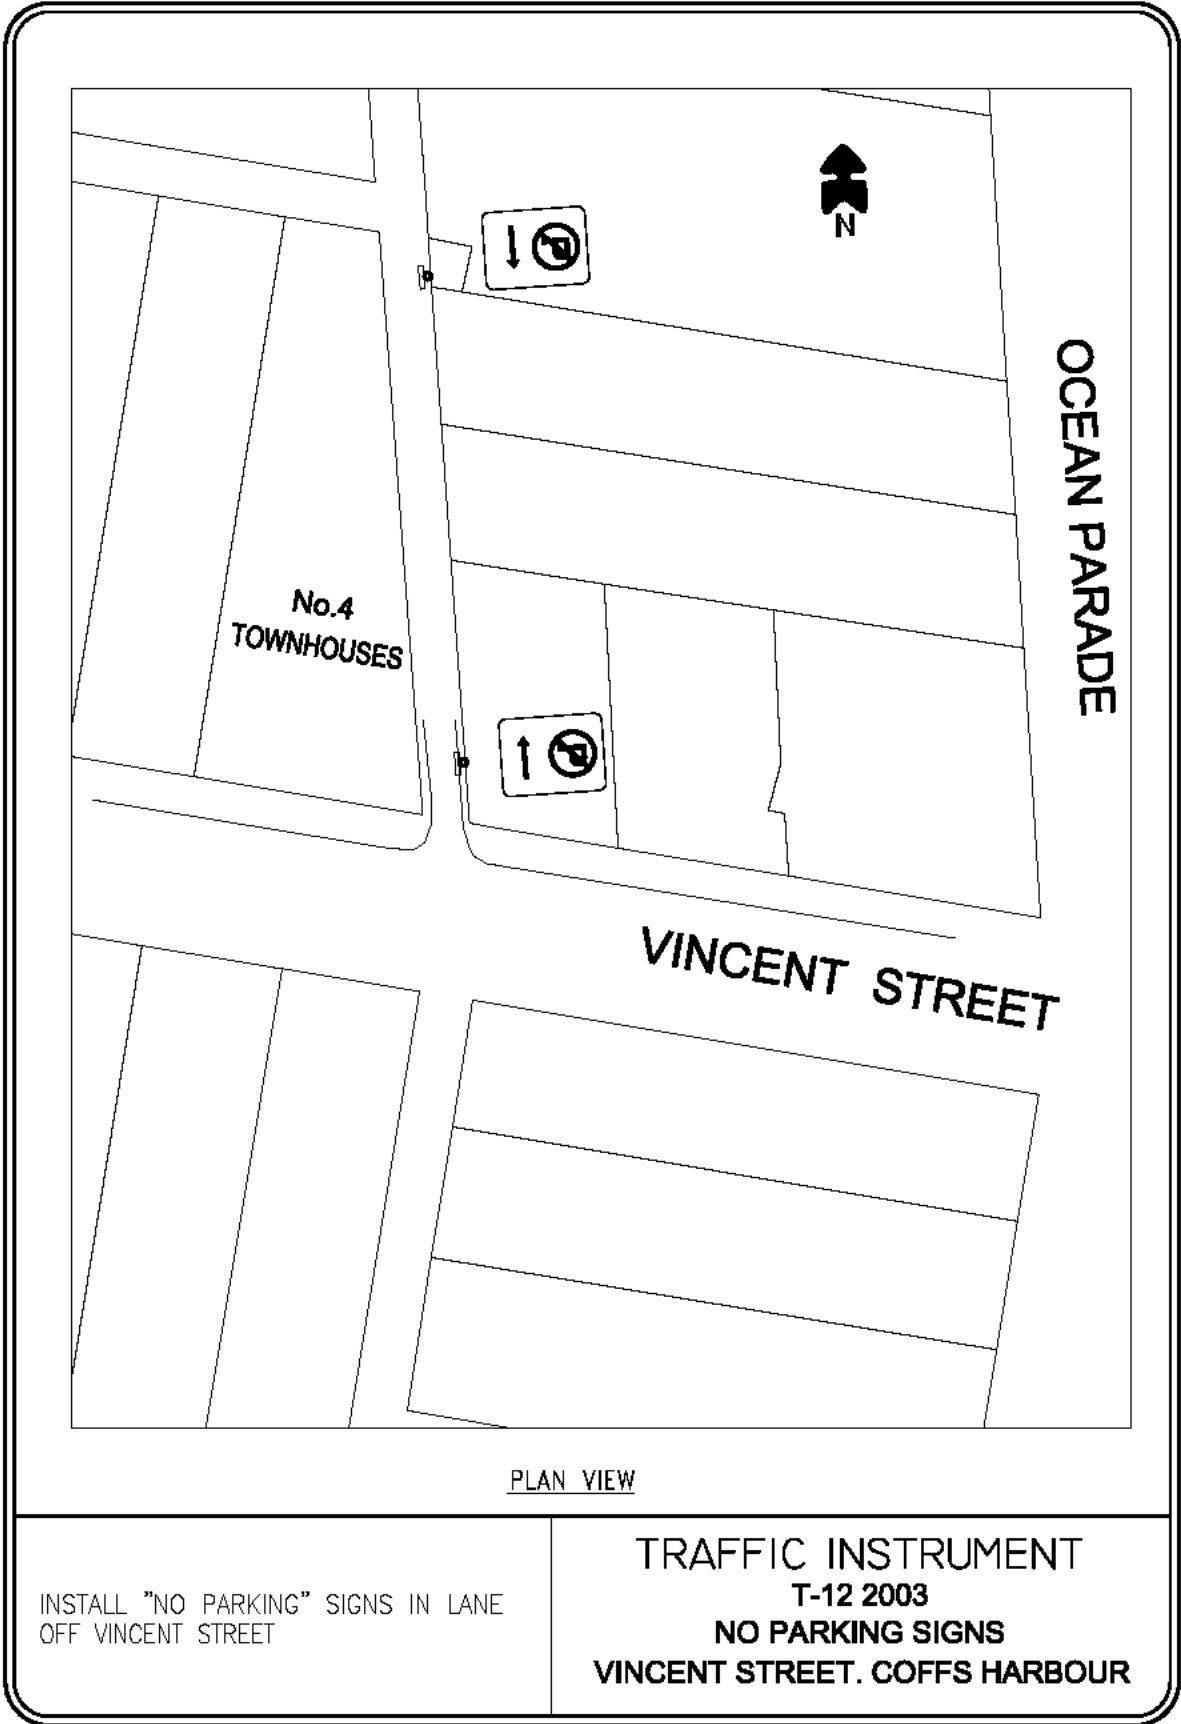 N
OCEAN PARADE
No.4
TOWNHOUSES
VINCENT STREET
PLAN VIEW
INSTALL "NO PARKING" SIGNS IN LANE
OFF VINCENT STREET
TRAFFIC INSTRUMENT
T-12 2003
NO PARKING SIGNS
VINCENT STREET. COFFS HARBOUR